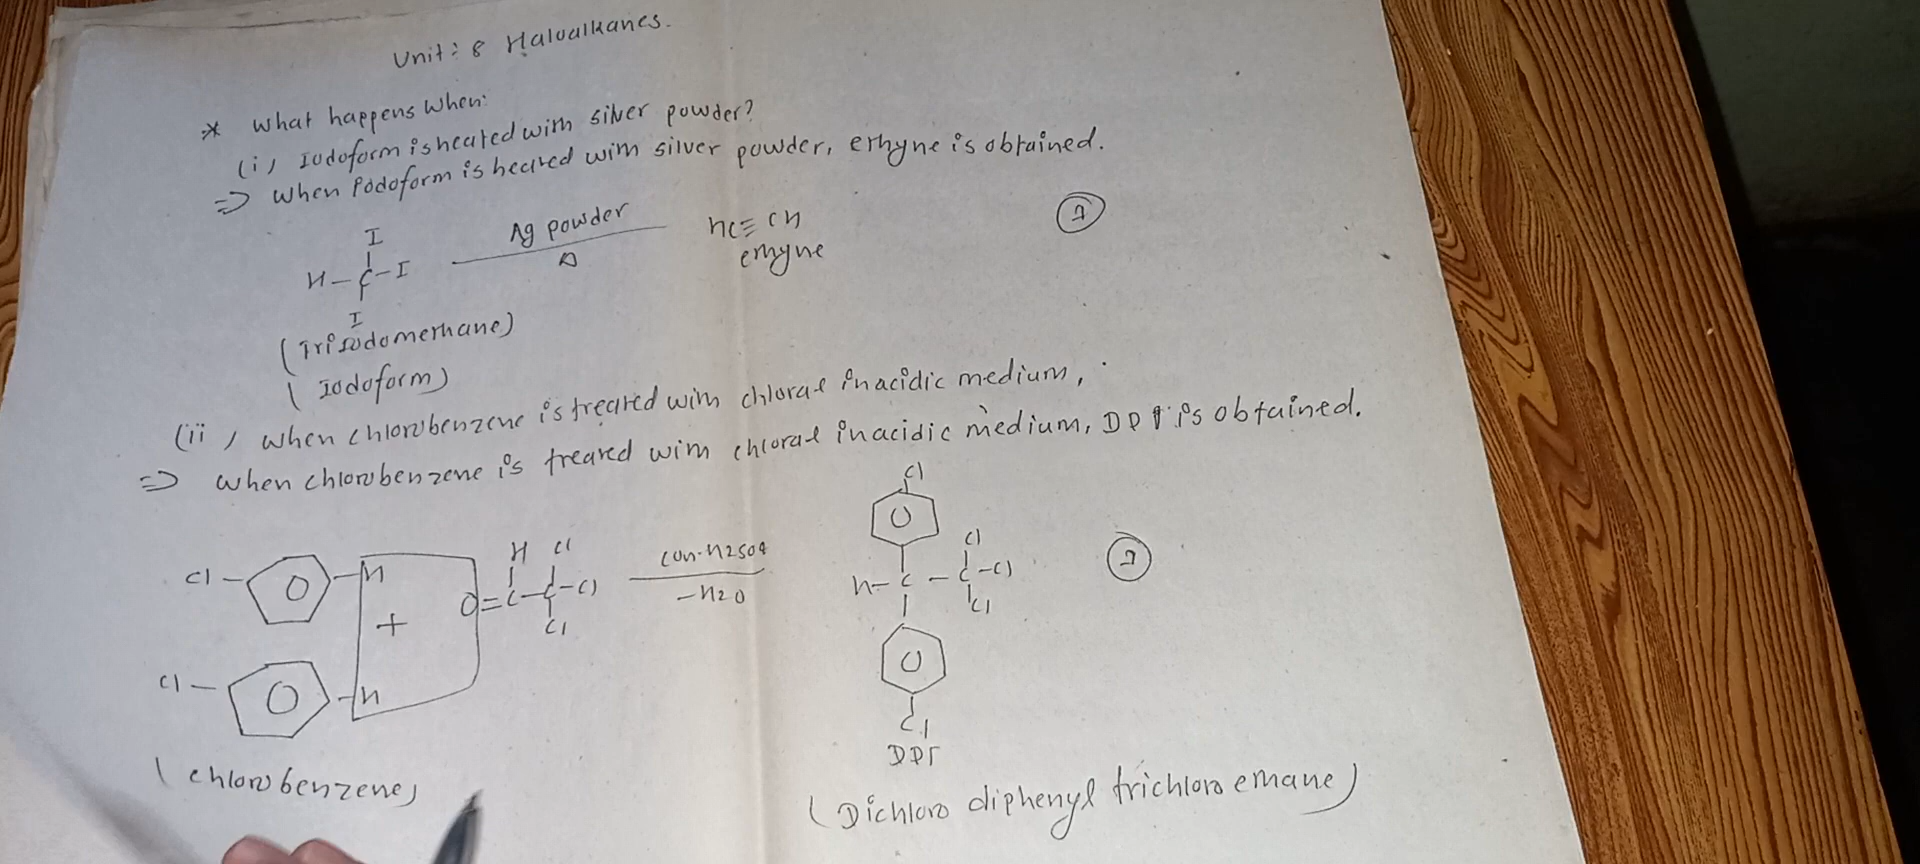 Unit: 8 Haloalkanes.
* What happens when:
(i) Iodoform is heated with silver powder?
=> When Iodoform is heated with silver powder, ethyne is obtained.
I
H - C - I
I
Ag powder
Δ
HC ≡ CH
ethyne
(1)
(Triiodomethane)
(Iodoform)
(ii) when chlorobenzene is treated with chloral in acidic medium,
=> when chlorobenzene is treated with chloral in acidic medium, DDT is obtained.
Cl - H
+
Cl - H
H Cl
O = C - C - Cl
Cl
con. H2SO4
- H2O
Cl
Cl
H - C - C - Cl
Cl
Cl
DDT
(1)
(chlorobenzene)
(Dichloro diphenyl trichloro ethane)